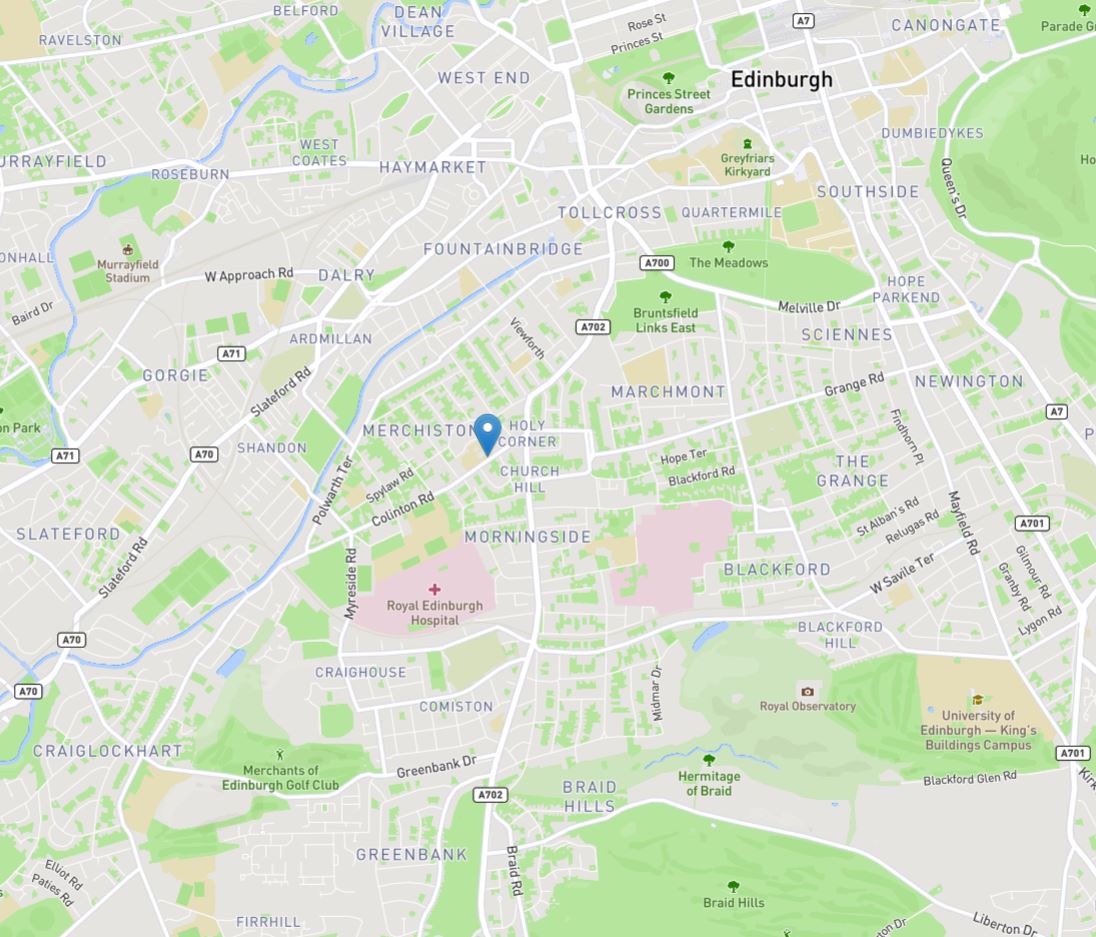 BELFORD
DEAN
VILLAGE
Rose St
Princes St
A7
CANONGATE
RAVELSTON
WEST END
Edinburgh
Princes Street
Gardens
DUMBIEDYKES
WEST
COATES
HAYMARKET
Greyfriars
Kirkyard
ROSEBURN
Queen's Dr
SOUTHSIDE
TOLLCROSS
QUARTERMILE
FOUNTAINBRIDGE
Murrayfield
Stadium
W Approach Rd
DALRY
A700
The Meadows
HOPE
PARKEND
Baird Dr
Bruntsfield
Links East
Melville Dr
A702
Viewforth
ARDMILLAN
SCIENNES
A71
GORGIE
Slateford Rd
MARCHMONT
Grange Rd
NEWINGTON
A7
MERCHISTON
HOLY
CORNER
Findhorn Pl
SHANDON
A70
A71
Hope Ter
Blackford Rd
CHURCH
HILL
THE
GRANGE
Polwarth Ter
Spylaw Rd
Colinton Rd
St Alban's Rd
Relugas Rd
Mayfield Rd
A701
SLATEFORD
MORNINGSIDE
Slateford Rd
Myreside Rd
BLACKFORD
W Savile Ter
Gilmour Rd
Granby Rd
Lygon Rd
Royal Edinburgh
Hospital
BLACKFORD
HILL
A70
CRAIGHOUSE
Midmar Dr
A70
COMISTON
Royal Observatory
University of
Edinburgh — King's
Buildings Campus
CRAIGLOCKHART
A701
Merchants of
Edinburgh Golf Club
Greenbank Dr
Hermitage
of Braid
Blackford Glen Rd
A702
BRAID
HILLS
GREENBANK
Braid Rd
Elliot Rd
Paties Rd
Braid Hills
FIRRHILL
Liberton Dr